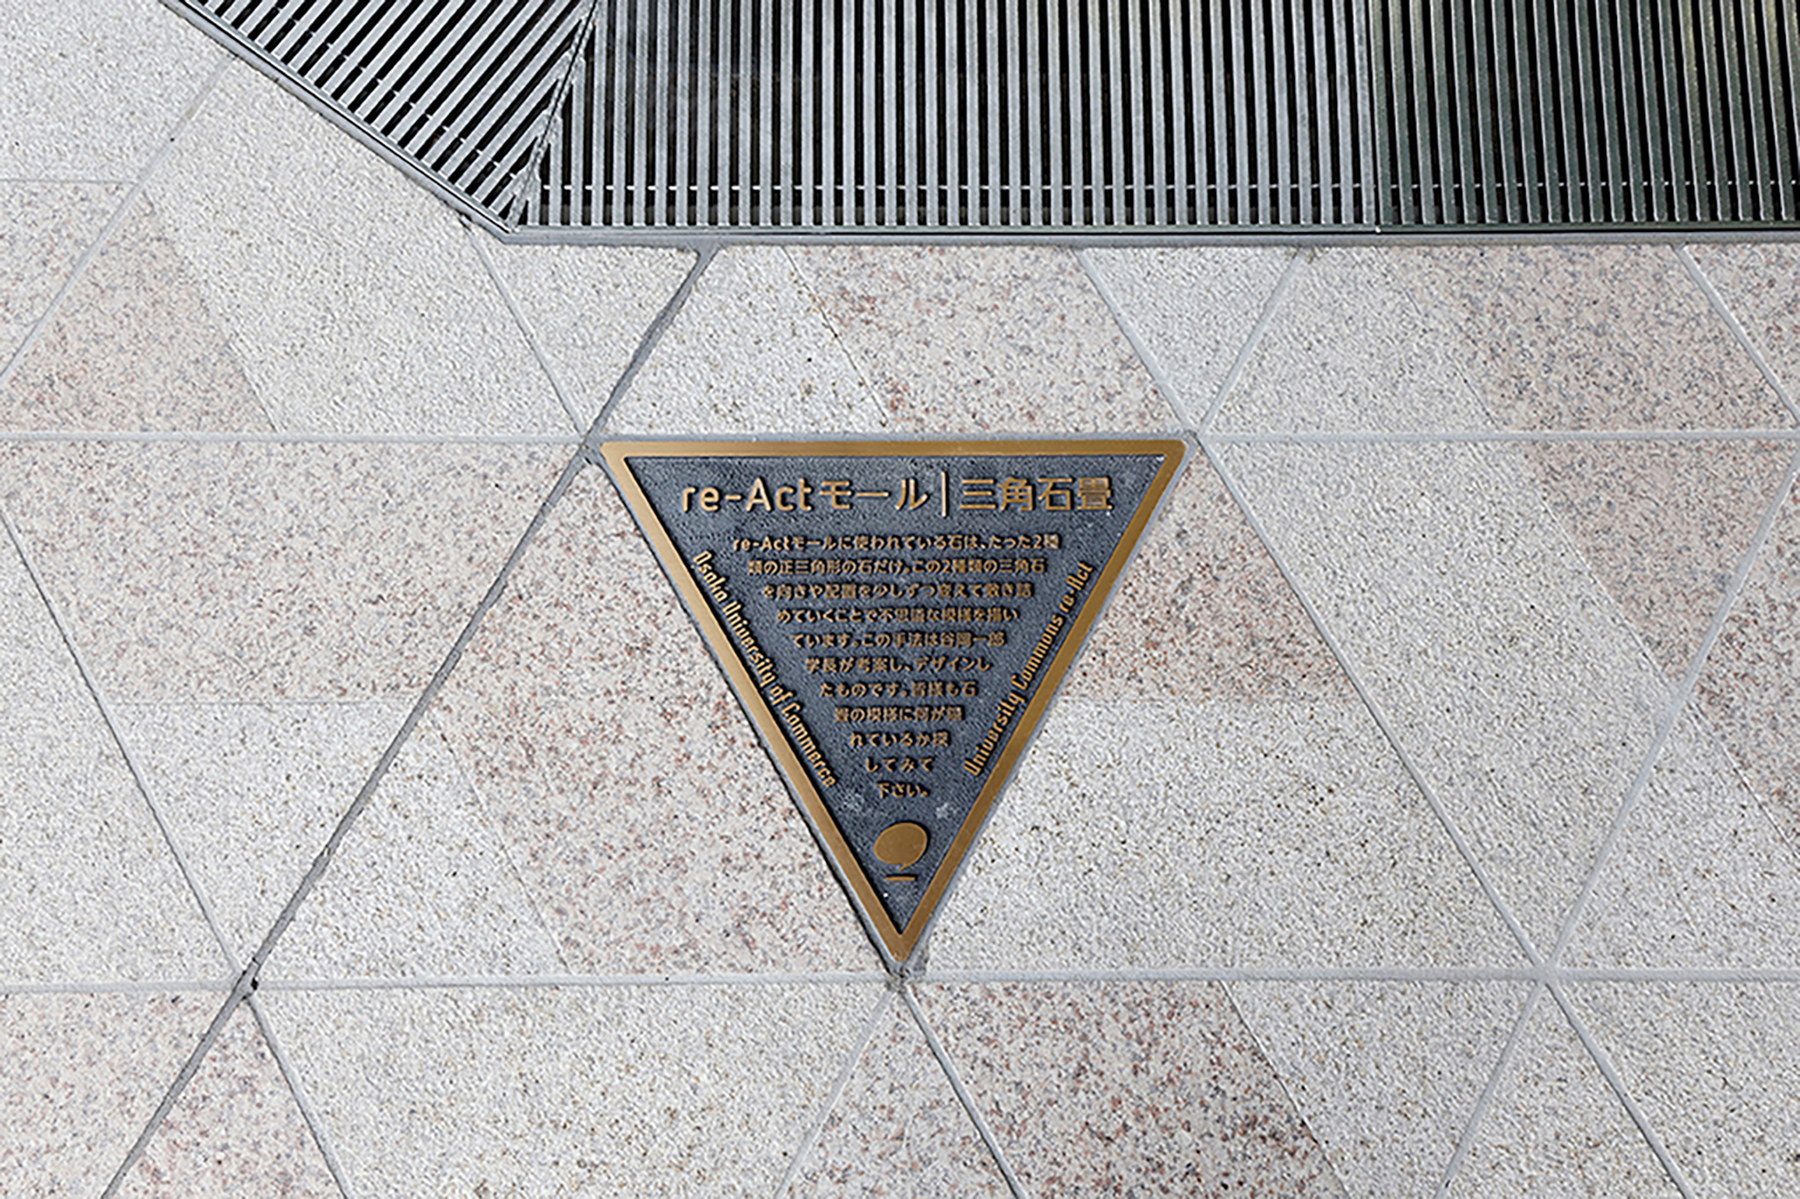 re-Actモール|三角石畳
re-Actモールに使われている石は、たった2種
類の正三角形の石だけ。この2種類の三角石
を向きや配置を少しずつ変えて敷き詰
めていくことで不思議な模様を描い
ています。この手法は谷岡一郎
学長が考案し、デザインし
たものです。皆様も石
畳の模様に何が隠
れているか探
してみて
下さい。
Osaka University of Commerce
University Commons re-Act